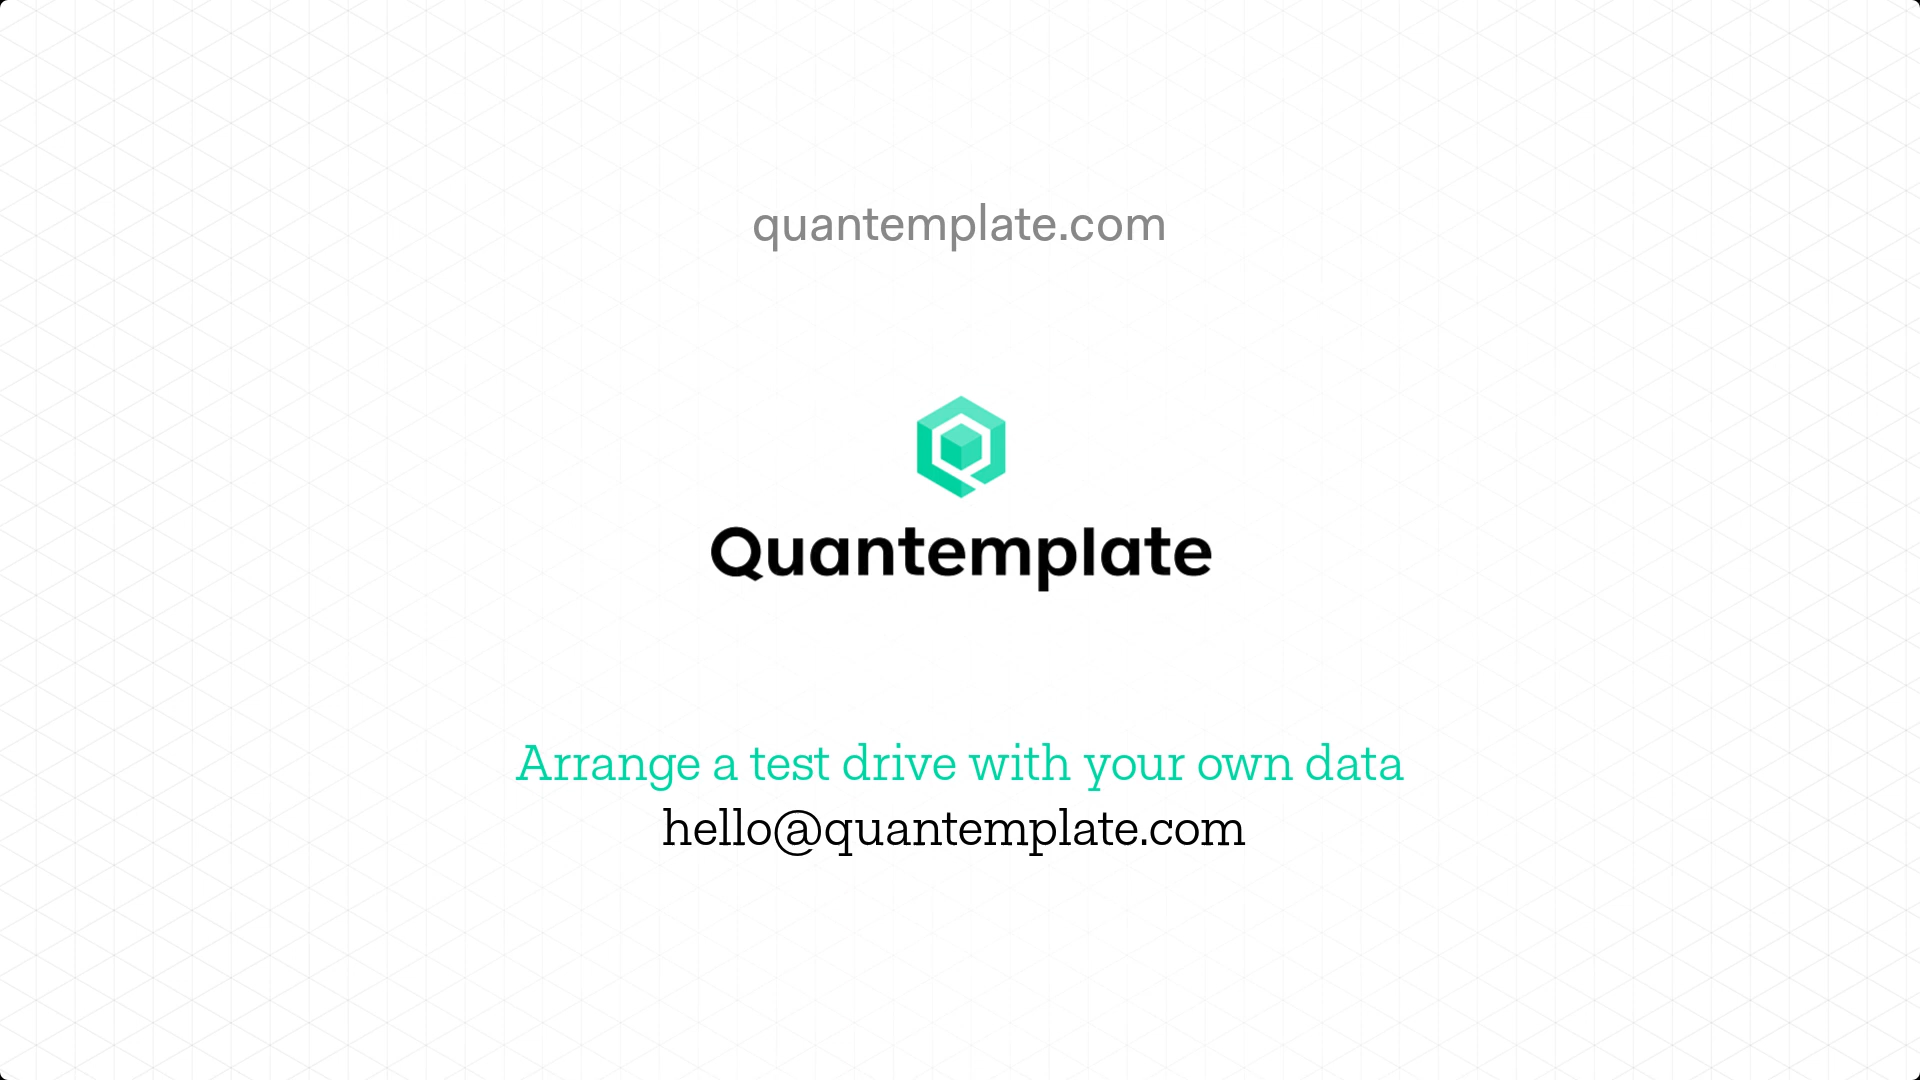 quantemplate.com
Quantemplate
Arrange a test drive with your own data
hello@quantemplate.com